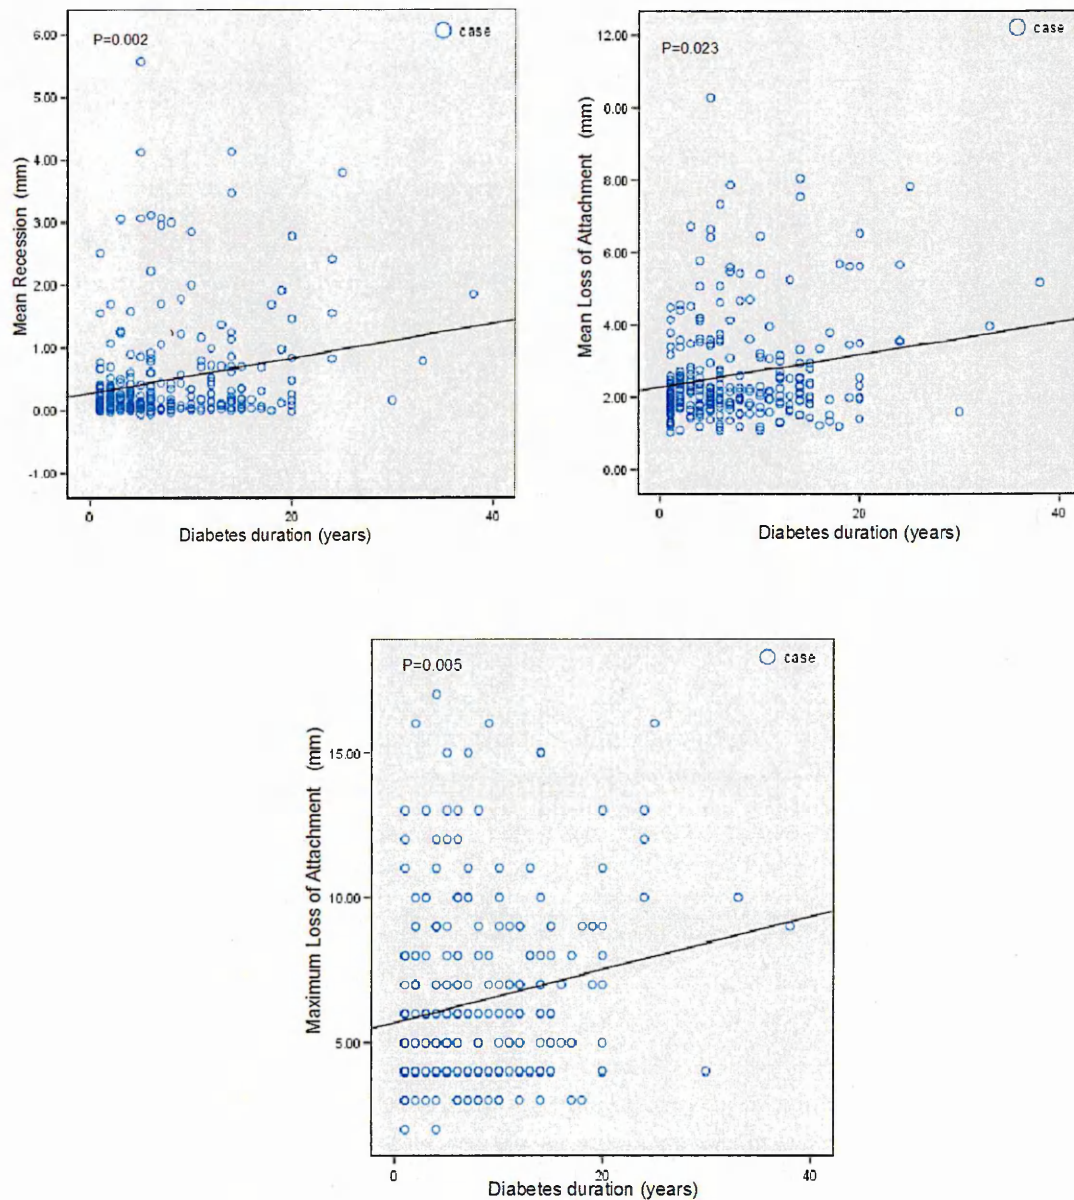 P=0.002
case
6.00
5.00
4.00
3.00
2.00
1.00
0.00
-1.00
Mean Recession (mm)
0
20
40
Diabetes duration (years)
P=0.023
case
12.00
0.00
8.00
6.00
4.00
2.00
0.00
Mean Loss of Attachment (mm)
0
20
40
Diabetes duration (years)
P=0.005
case
15.00
10.00
5.00
Maximum Loss of Attachment (mm)
0
20
40
Diabetes duration (years)